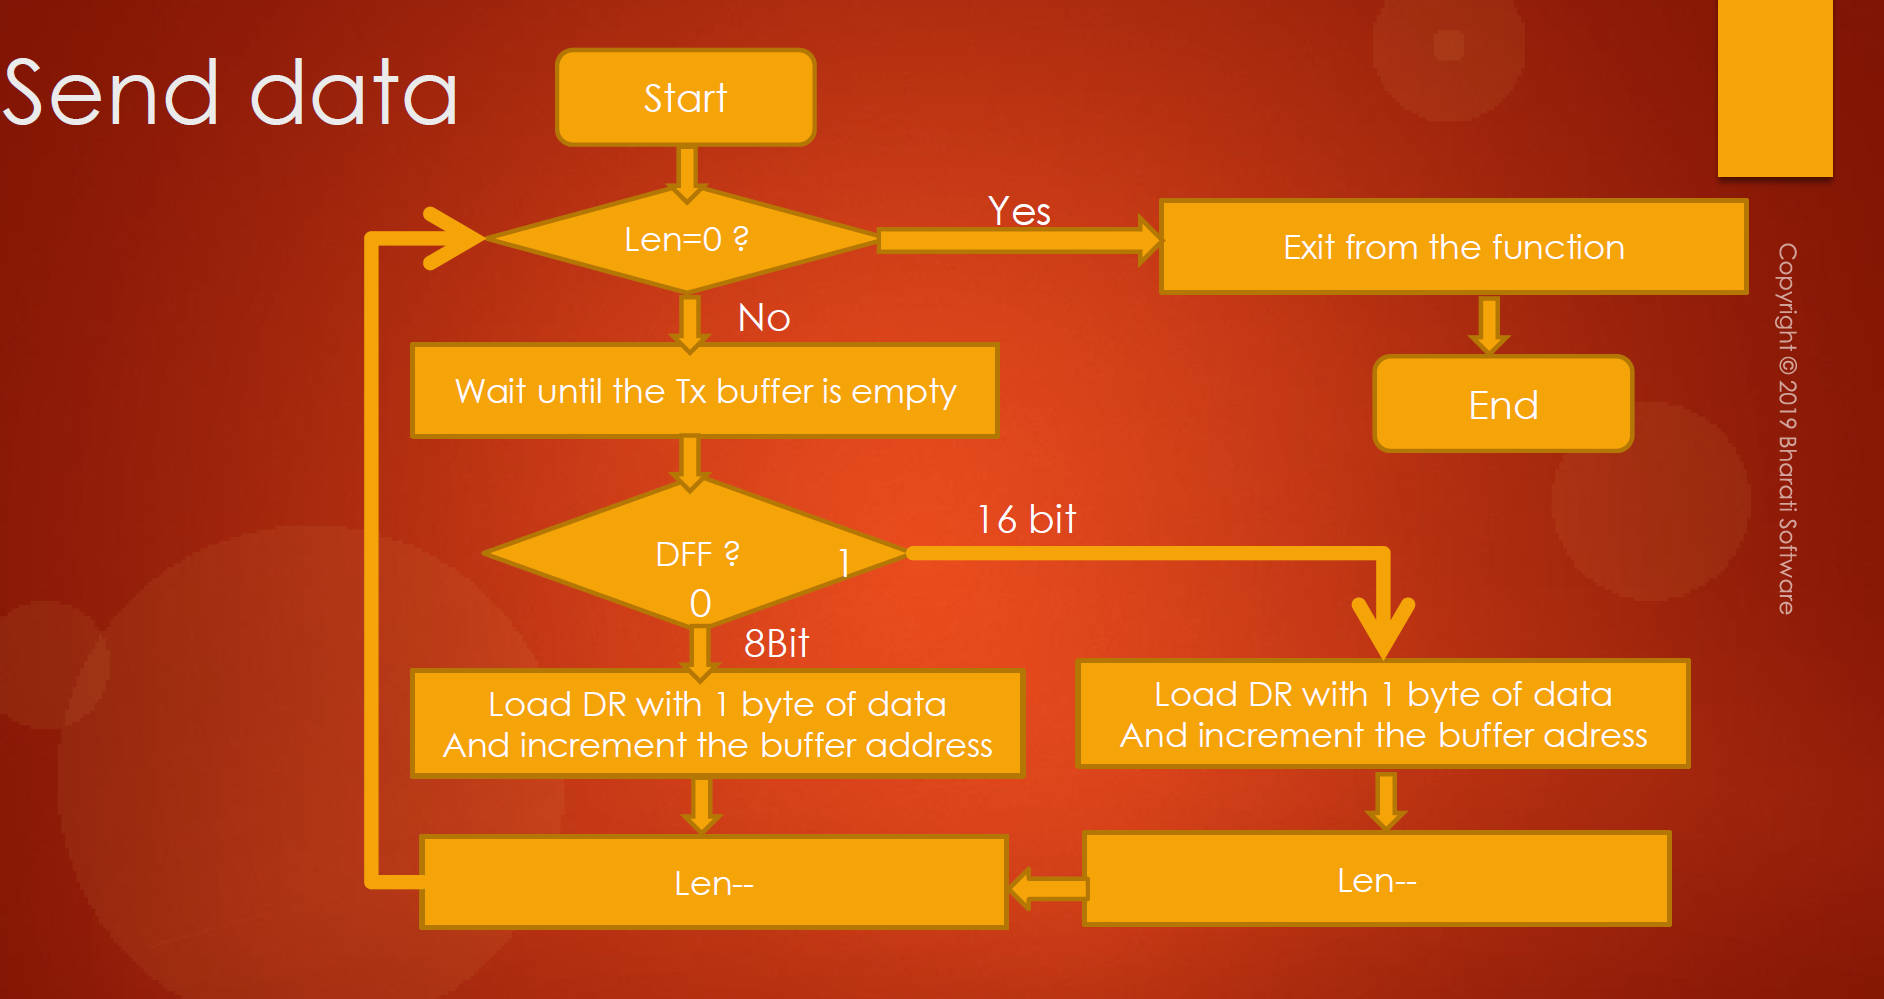 Send data
Start
Len=0 ?
Yes
Exit from the function
No
Wait until the Tx buffer is empty
End
DFF ?
1
0
16 bit
8Bit
Load DR with 1 byte of data
And increment the buffer address
Load DR with 1 byte of data
And increment the buffer adress
Len--
Len--
Copyright © 2019 Bharati Software